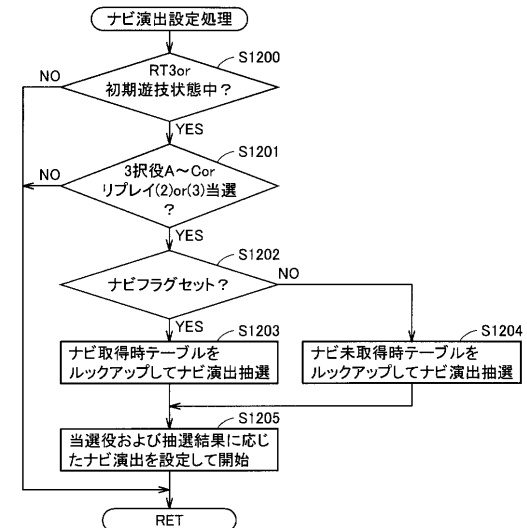 ナビ演出設定処理
S1200
RT3or
初期遊技状態中？
NO
YES
S1201
3択役A～Cor
リプレイ(2)or(3)当選
？
NO
YES
S1202
ナビフラグセット？
NO
YES
S1203
ナビ取得時テーブルを
ルックアップしてナビ演出抽選
S1204
ナビ未取得時テーブルを
ルックアップしてナビ演出抽選
S1205
当選役および抽選結果に応じ
たナビ演出を設定して開始
RET